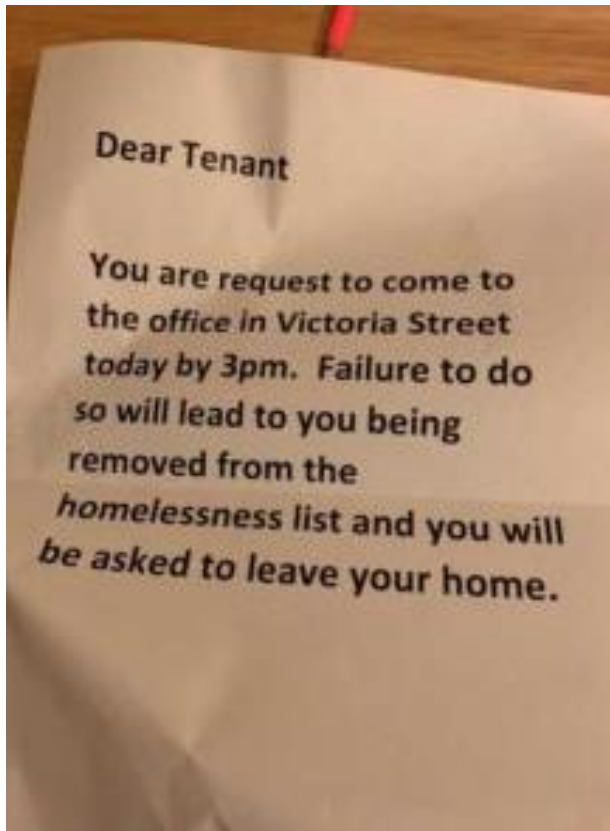 Dear Tenant
You are request to come to
the office in Victoria Street
today by 3pm. Failure to do
so will lead to you being
removed from the
homelessness list and you will
be asked to leave your home.